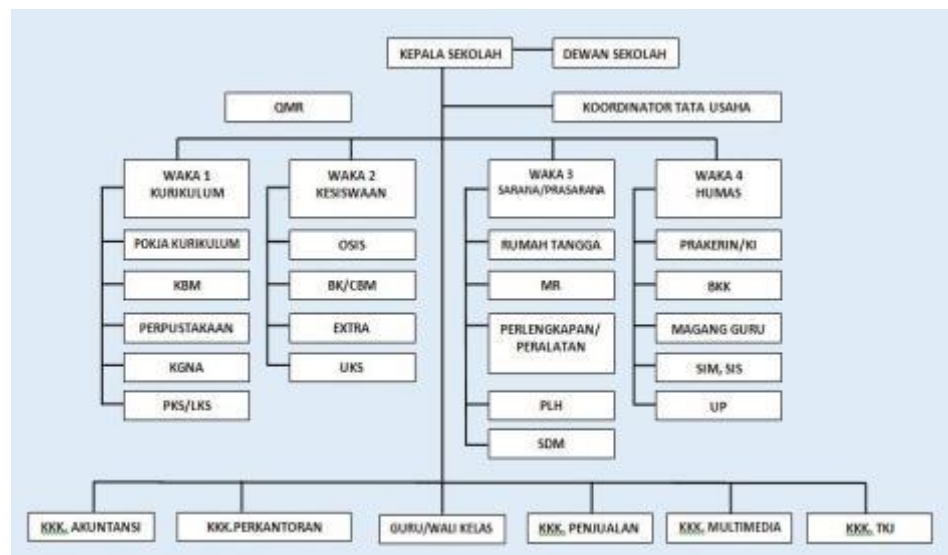 KEPALA SEKOLAH
DEWAN SEKOLAH
QMR
KOORDINATOR TATA USAHA
WAKA 1
KURIKULUM
WAKA 2
KESISWAAN
WAKA 3
SARANA/PRASARANA
WAKA 4
HUMAS
POKJA KURIKULUM
OSIS
RUMAH TANGGA
PRAKERIN/KI
KBM
BK/CBM
MR
BKK
PERPUSTAKAAN
EXTRA
PERLENGKAPAN/
PERALATAN
MAGANG GURU
KGNA
UKS
SIM, SIS
PKS/LKS
PLH
UP
SDM
KKK. AKUNTANSI
KKK.PERKANTORAN
GURU/WALI KELAS
KKK. PENJUALAN
KKK. MULTIMEDIA
KKK. TKJ